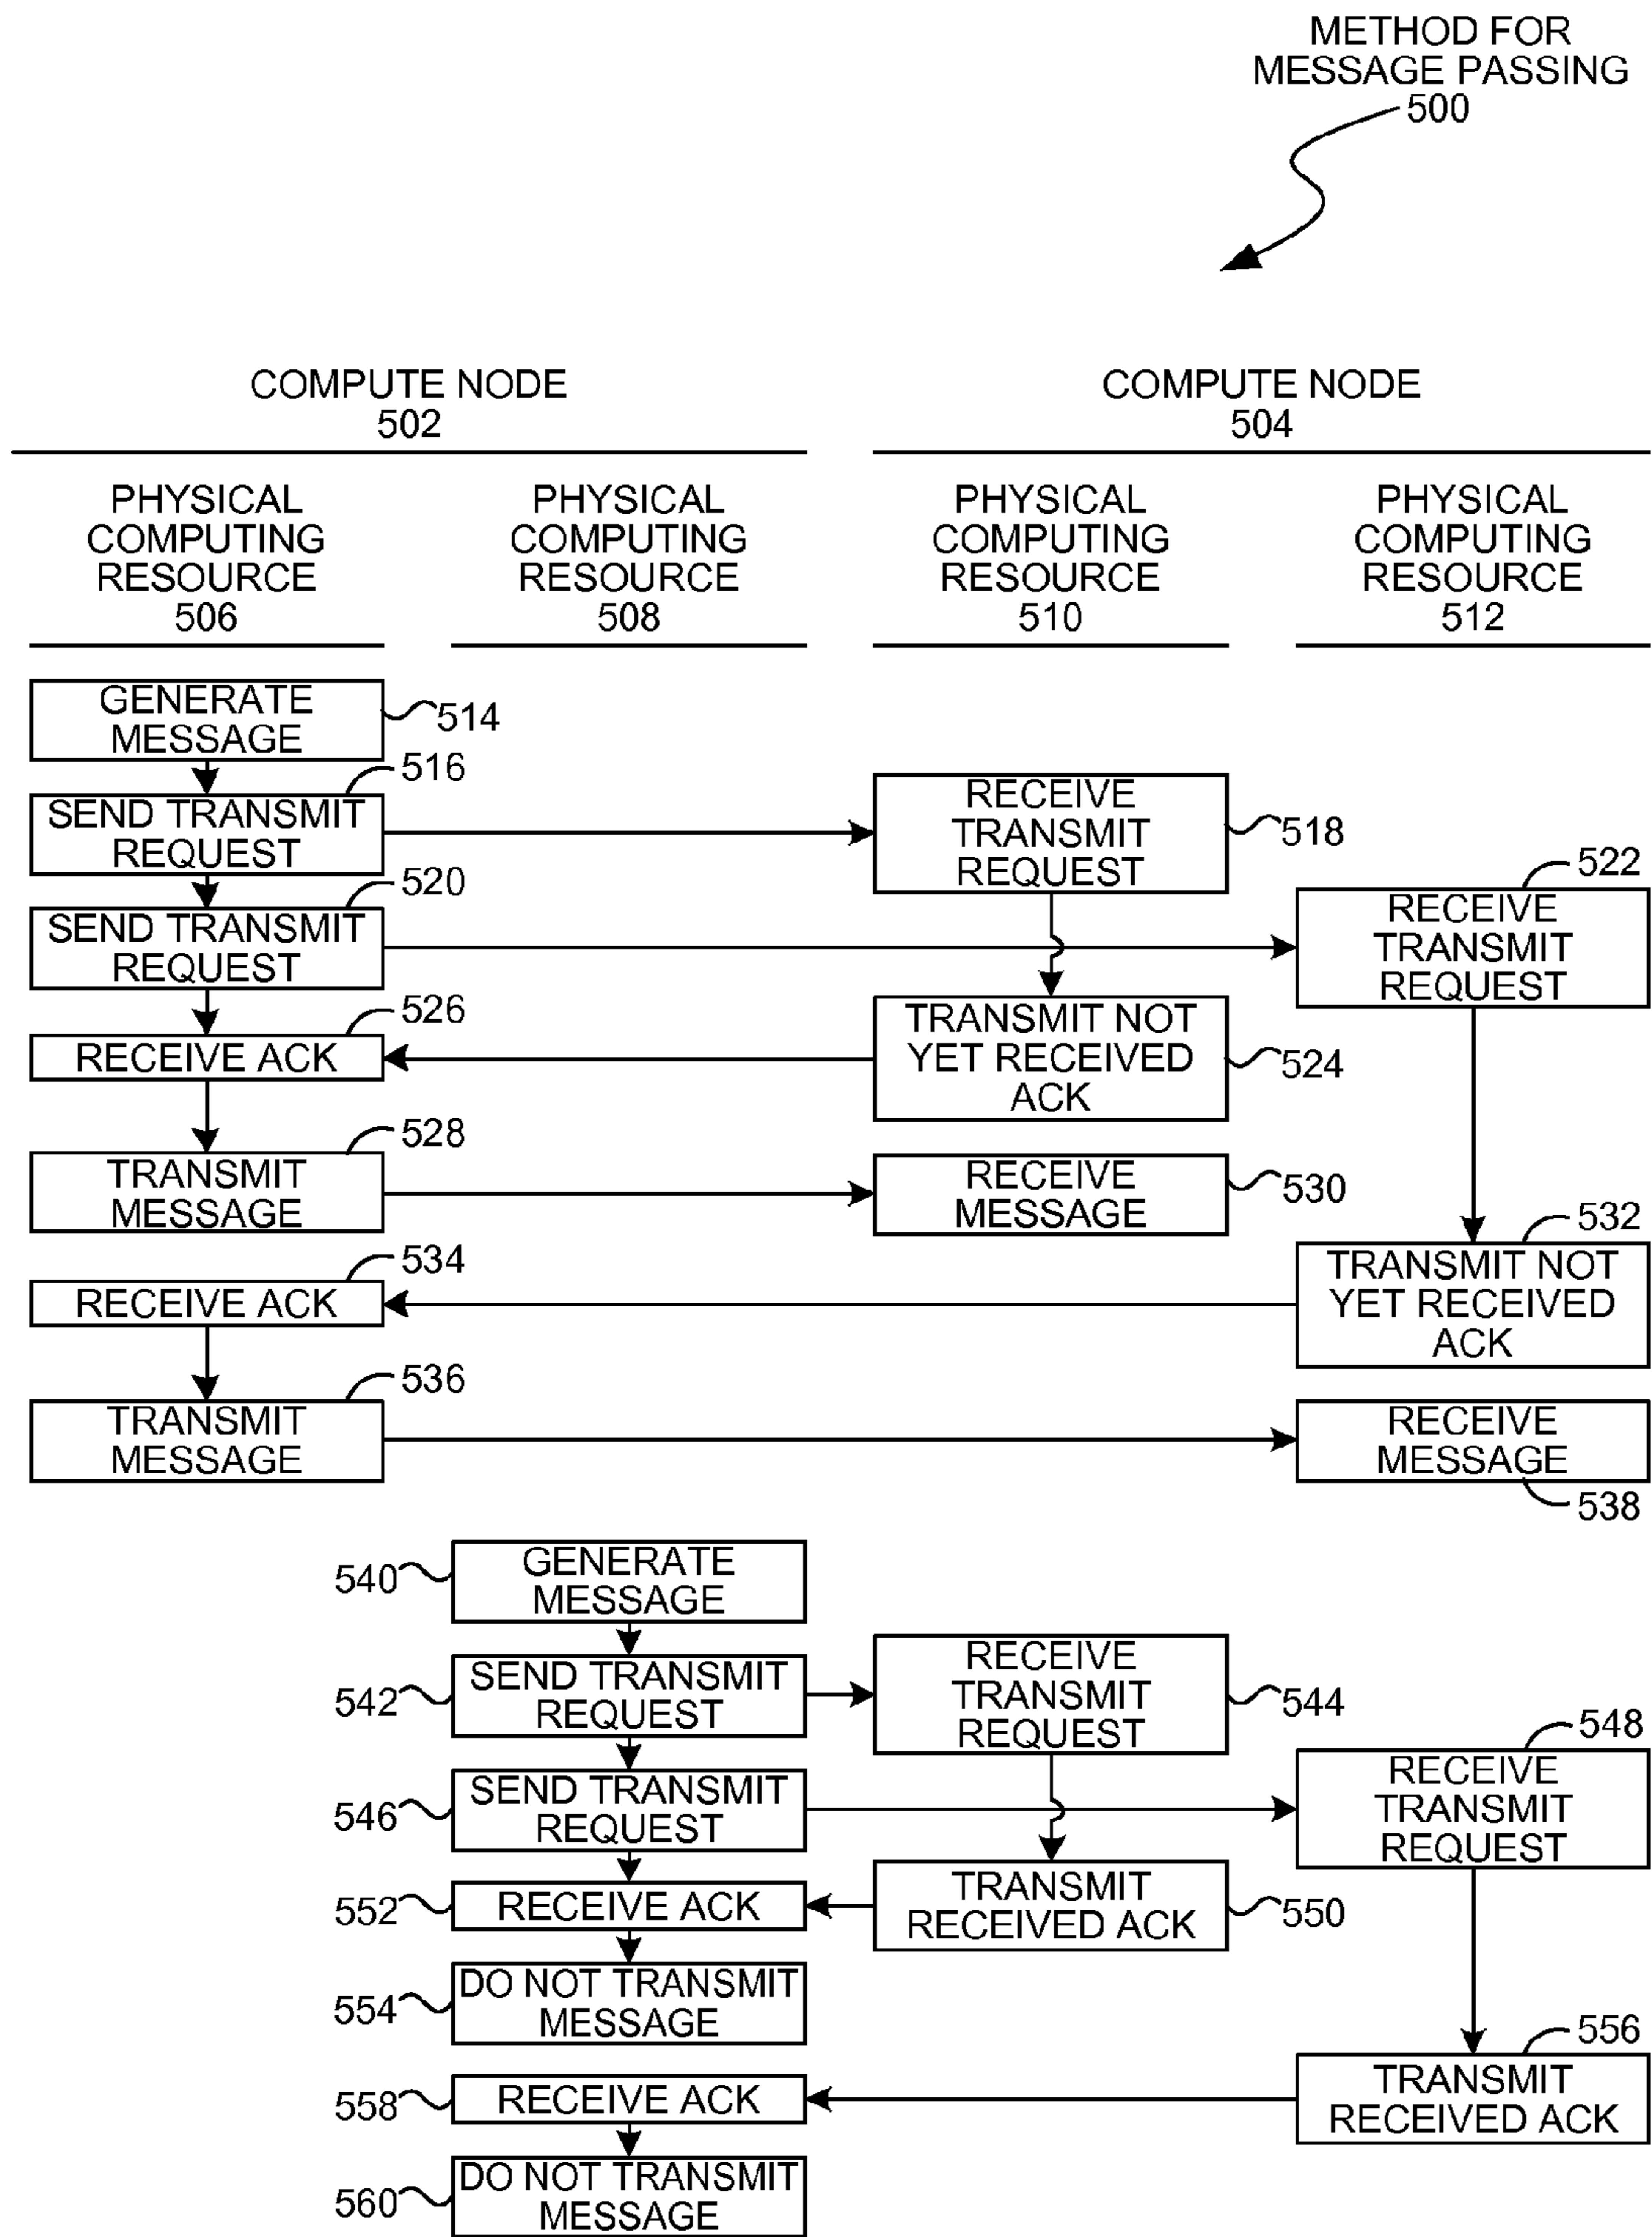 METHOD FOR
MESSAGE PASSING
500
COMPUTE NODE
502
COMPUTE NODE
504
PHYSICAL
COMPUTING
RESOURCE
506
PHYSICAL
COMPUTING
RESOURCE
508
PHYSICAL
COMPUTING
RESOURCE
510
PHYSICAL
COMPUTING
RESOURCE
512
GENERATE
MESSAGE
514
516
SEND TRANSMIT
REQUEST
RECEIVE
TRANSMIT
REQUEST
518
520
SEND TRANSMIT
REQUEST
522
RECEIVE
TRANSMIT
REQUEST
526
RECEIVE ACK
TRANSMIT NOT
YET RECEIVED
ACK
524
528
TRANSMIT
MESSAGE
RECEIVE
MESSAGE
530
532
TRANSMIT NOT
YET RECEIVED
ACK
534
RECEIVE ACK
536
TRANSMIT
MESSAGE
RECEIVE
MESSAGE
538
540
GENERATE
MESSAGE
542
SEND TRANSMIT
REQUEST
RECEIVE
TRANSMIT
REQUEST
544
546
SEND TRANSMIT
REQUEST
548
RECEIVE
TRANSMIT
REQUEST
552
RECEIVE ACK
TRANSMIT
RECEIVED ACK
550
554
DO NOT TRANSMIT
MESSAGE
556
TRANSMIT
RECEIVED ACK
558
RECEIVE ACK
560
DO NOT TRANSMIT
MESSAGE